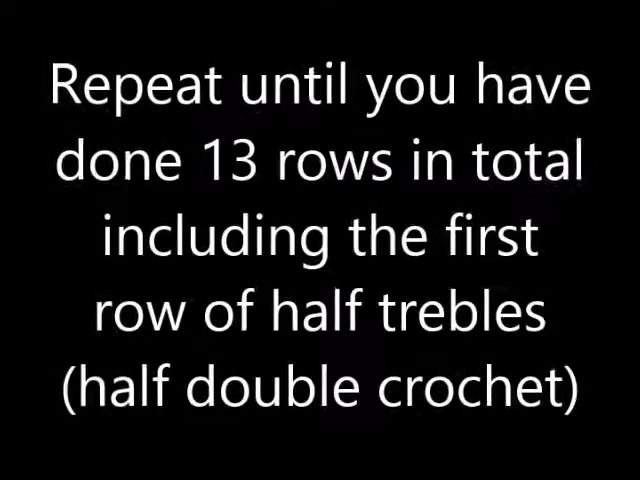 Repeat until you have
done 13 rows in total
including the first
row of half trebles
(half double crochet)